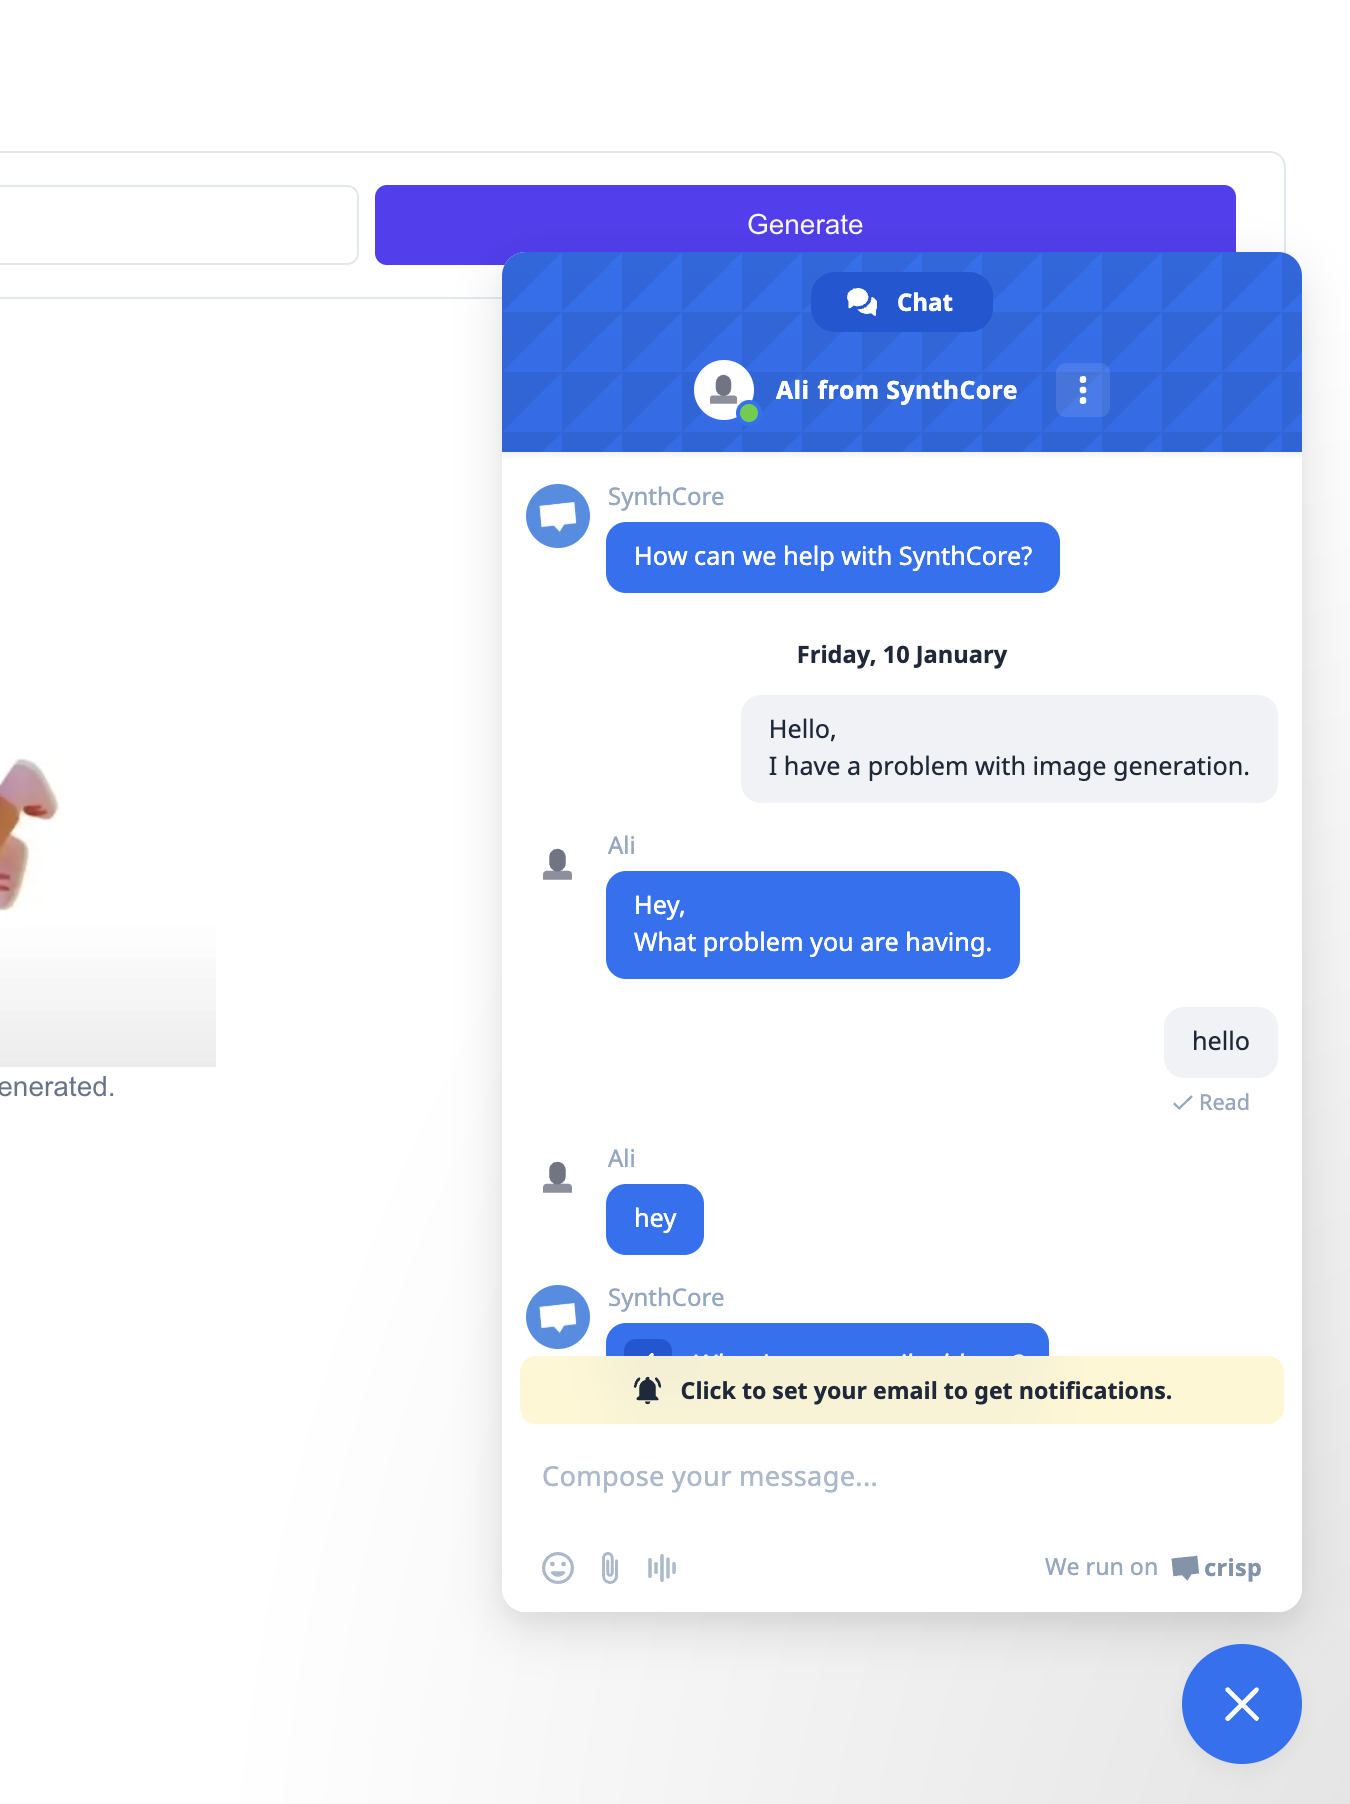 Generate
Chat
Ali from SynthCore
SynthCore
How can we help with SynthCore?
Friday, 10 January
Hello,
I have a problem with image generation.
Ali
Hey,
What problem you are having.
hello
Read
Ali
hey
SynthCore
Click to set your email to get notifications.
enerated.
Compose your message...
We run on crisp